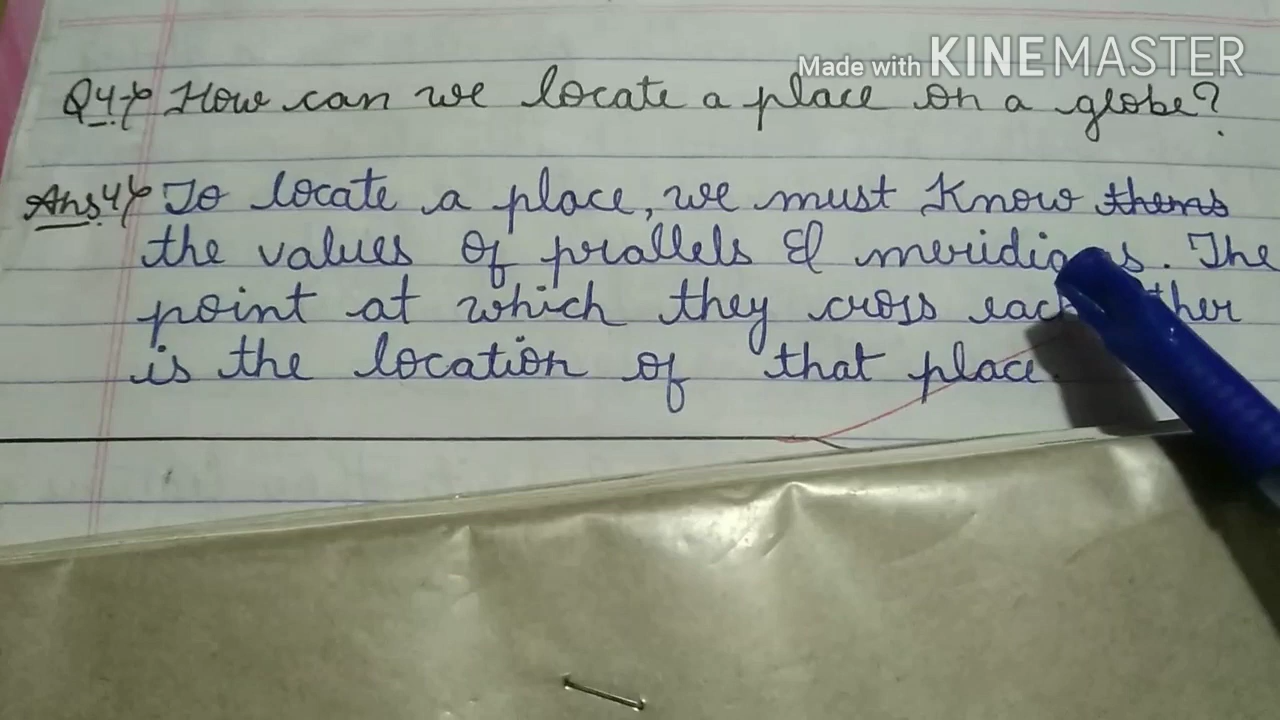 Made with KINEMASTER
Q4) How can we locate a place on a globe?
Ans4) To locate a place, we must know thems
the values of prallels & meridians. The
point at which they cross each other
is the location of that place.